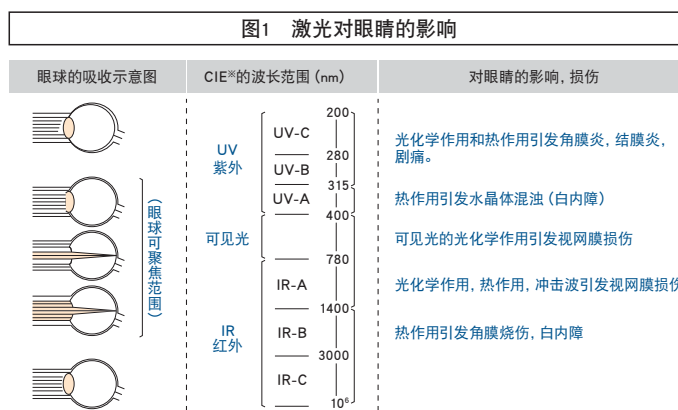 图1 激光对眼睛的影响
眼球的吸收示意图
CIE※的波长范围（nm）
对眼睛的影响，损伤
（眼球可聚焦范围）
UV
紫外
可见光
IR
红外
200
UV-C
280
UV-B
315
UV-A
400
780
IR-A
1400
IR-B
3000
IR-C
10⁶
光化学作用和热作用引发角膜炎，结膜炎，
剧痛。
热作用引发水晶体混浊（白内障）
可见光的光化学作用引发视网膜损伤
光化学作用，热作用，冲击波引发视网膜损伤
热作用引发角膜烧伤，白内障